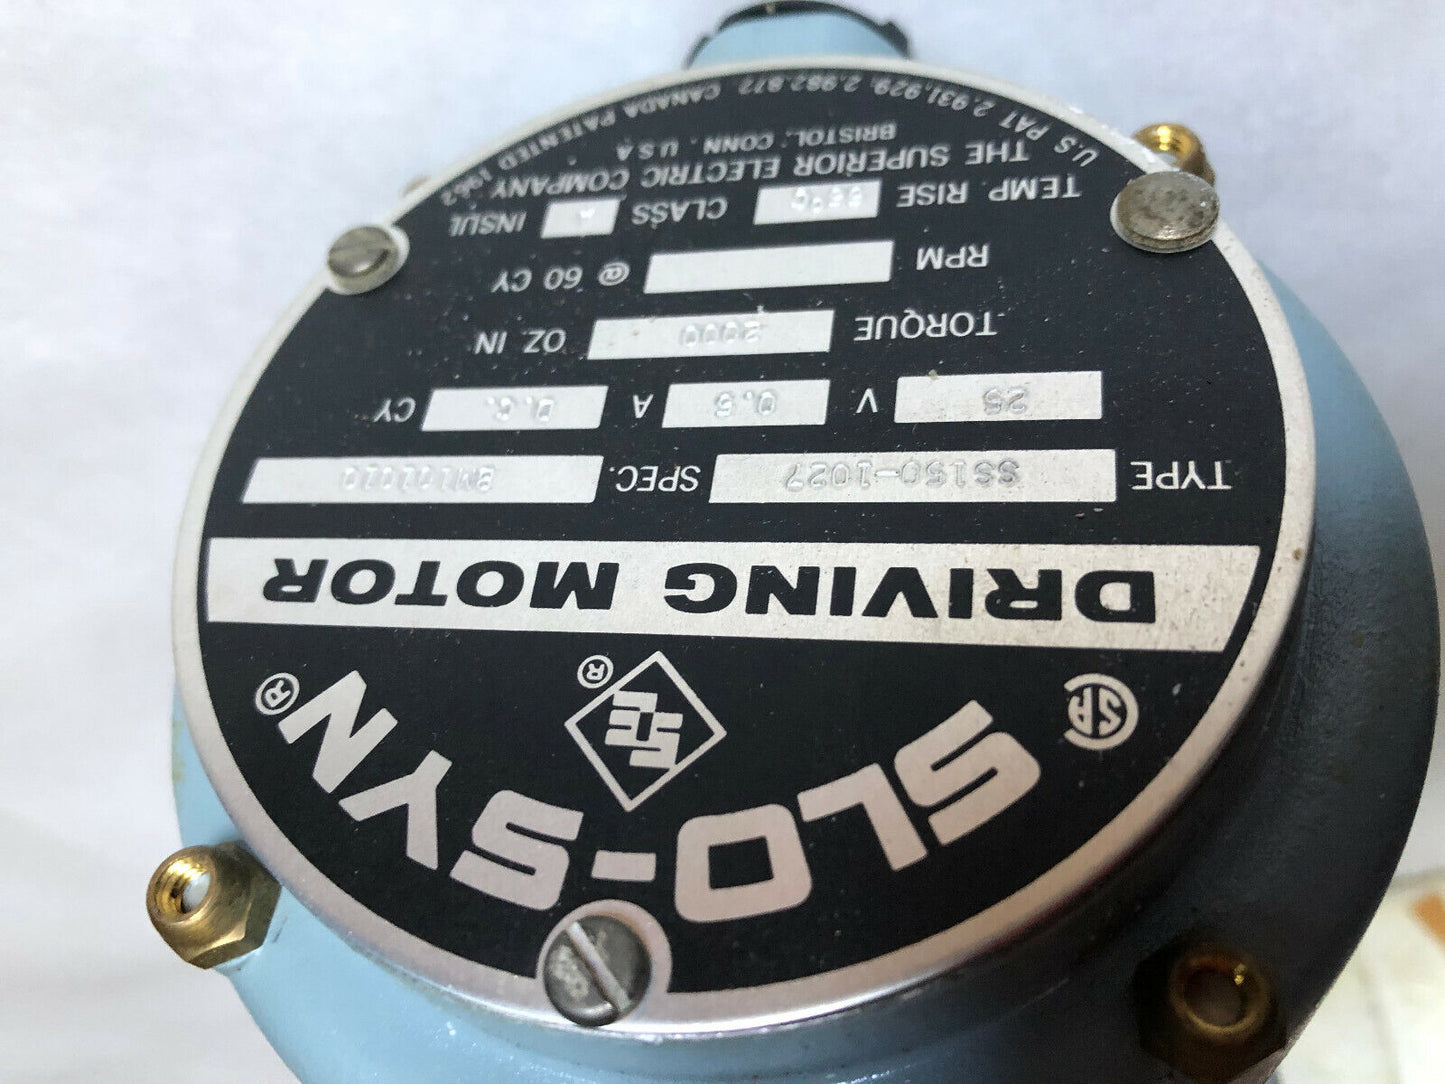 SLO-SYN®
SA
®
DRIVING MOTOR
TYPE SS150-1027 SPEC.
25 V 0.6 A D.C. CY
TORQUE 2000 OZ IN
RPM @ 60 CY
TEMP. RISE CLASS A INSUL
THE SUPERIOR ELECTRIC COMPANY
BRISTOL, CONN., U.S.A
U.S PAT 2,931,929, 2,982,872 CANADA PATENTED 1962